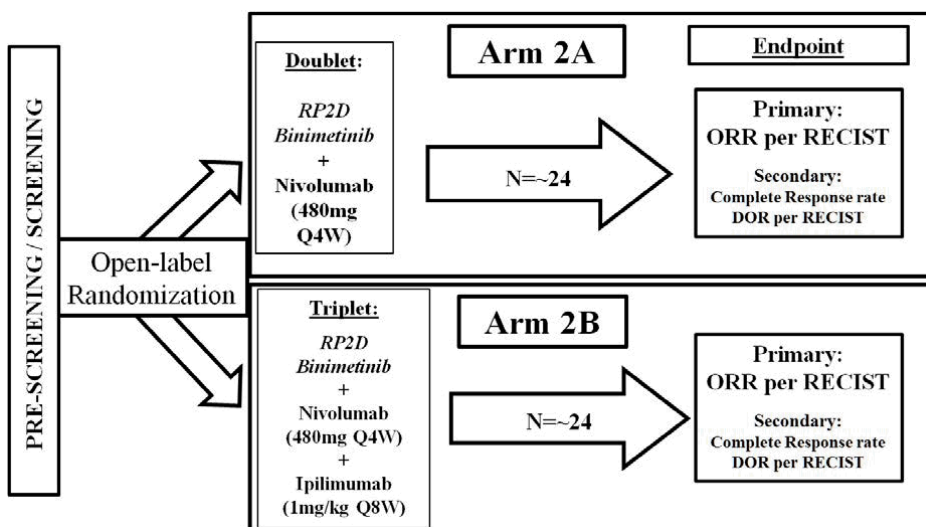 PRE-SCREENING / SCREENING
Open-label
Randomization
Doublet:
RP2D
Binimetinib
+
Nivolumab
(480mg
Q4W)
Arm 2A
N=~24
Endpoint
Primary:
ORR per RECIST
Secondary:
Complete Response rate
DOR per RECIST
Triplet:
RP2D
Binimetinib
+
Nivolumab
(480mg Q4W)
+
Ipilimumab
(1mg/kg Q8W)
Arm 2B
N=~24
Primary:
ORR per RECIST
Secondary:
Complete Response rate
DOR per RECIST